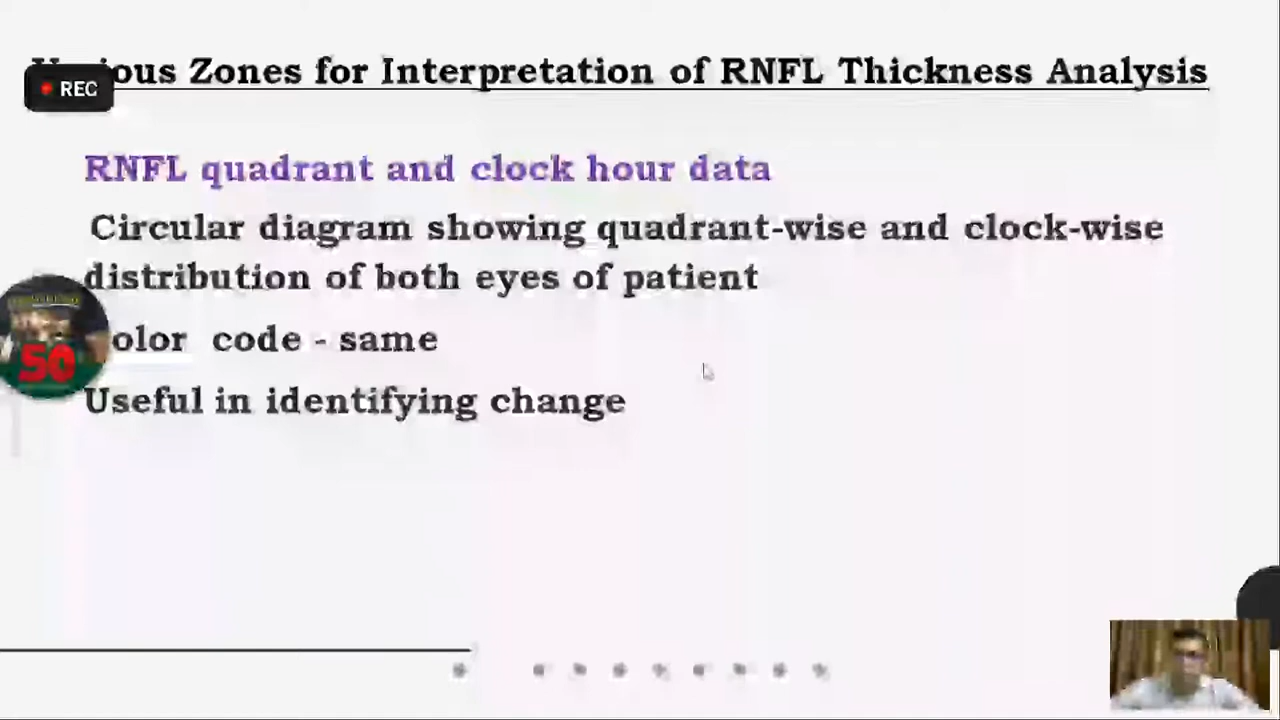 ious Zones for Interpretation of RNFL Thickness Analysis
REC
RNFL quadrant and clock hour data
Circular diagram showing quadrant-wise and clock-wise
distribution of both eyes of patient
olor code - same
50
Useful in identifying change